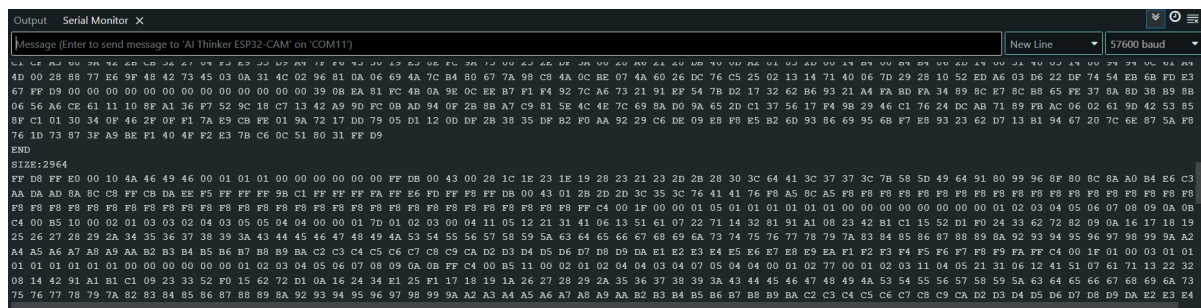 Output Serial Monitor ×
Message (Enter to send message to 'AI Thinker ESP32-CAM' on 'COM11') New Line 57600 baud
4D 00 28 88 77 E6 9F 48 42 73 45 03 0A 31 4C 02 96 81 0A 06 69 4A 7C B4 80 67 7A 98 C8 4A 0C BE 07 4A 60 26 DC 76 C5 25 02 13 14 71 40 06 7D 29 28 10 52 ED A6 03 D6 22 DF 74 54 EB 6B FD E3
67 FF D9 00 00 00 00 00 00 00 00 00 00 00 00 00 39 0B EA 81 FC 4B 0A 9E 0C EE B7 F1 F4 92 7C A6 73 21 91 EF 54 7B D2 17 32 62 B6 93 21 A4 FA BD FA 34 89 8C E7 8C B8 65 FE 37 8A 8D 38 B9 8B
06 56 A6 CE 61 11 10 8F A1 36 F7 52 9C 18 C7 13 42 A9 9D FC 0B AD 94 0F 2B 8B A7 C9 81 5E 4C 4E 7C 69 8A D0 9A 65 2D C1 37 56 17 F4 9B 29 46 C1 76 24 DC AB 71 89 FB AC 06 02 61 9D 42 53 85
8F C1 01 30 34 0F 46 2F 0F F1 7A E9 CB FE 01 9A 72 17 DD 79 05 D1 12 0D DF 2B 38 35 DF B2 F0 AA 92 29 C6 DE 09 E8 F8 E5 B2 6D 93 86 69 95 6B F7 E8 93 23 62 D7 13 B1 94 67 20 7C 6E 87 5A F8
76 1D 73 87 3F A9 BE F1 40 4F F2 E3 7B C6 0C 51 80 31 FF D9
END
SIZE:2964
FF D8 FF E0 00 10 4A 46 49 46 00 01 01 01 00 00 00 00 00 00 FF DB 00 43 00 28 1C 1E 23 1E 19 28 23 21 23 2D 2B 28 30 3C 64 41 3C 37 37 3C 7B 58 5D 49 64 91 80 99 96 8F 80 8C 8A A0 B4 E6 C3
AA DA AD 8A 8C C8 FF CB DA EE F5 FF FF FF 9B C1 FF FF FF FA FF E6 FD FF F8 FF DB 00 43 01 2B 2D 2D 3C 35 3C 76 41 41 76 F8 A5 8C A5 F8 F8 F8 F8 F8 F8 F8 F8 F8 F8 F8 F8 F8 F8 F8 F8 F8 F8 F8
F8 F8 F8 F8 F8 F8 F8 F8 F8 F8 F8 F8 F8 F8 F8 F8 F8 F8 F8 F8 F8 F8 F8 F8 F8 F8 F8 FF C4 00 1F 00 00 01 05 01 01 01 01 01 01 00 00 00 00 00 00 00 00 01 02 03 04 05 06 07 08 09 0A 0B
C4 00 B5 10 00 02 01 03 03 02 04 03 05 05 04 04 00 00 01 7D 01 02 03 00 04 11 05 12 21 31 41 06 13 51 61 07 22 71 14 32 81 91 A1 08 23 42 B1 C1 15 52 D1 F0 24 33 62 72 82 09 0A 16 17 18 19
25 26 27 28 29 2A 34 35 36 37 38 39 3A 43 44 45 46 47 48 49 4A 53 54 55 56 57 58 59 5A 63 64 65 66 67 68 69 6A 73 74 75 76 77 78 79 7A 83 84 85 86 87 88 89 8A 92 93 94 95 96 97 98 99 9A A2
A4 A5 A6 A7 A8 A9 AA B2 B3 B4 B5 B6 B7 B8 B9 BA C2 C3 C4 C5 C6 C7 C8 C9 CA D2 D3 D4 D5 D6 D7 D8 D9 DA E1 E2 E3 E4 E5 E6 E7 E8 E9 EA F1 F2 F3 F4 F5 F6 F7 F8 F9 FA FF C4 00 1F 01 00 03 01 01
01 01 01 01 01 01 00 00 00 00 00 00 01 02 03 04 05 06 07 08 09 0A 0B FF C4 00 B5 11 00 02 01 02 04 04 03 04 07 05 04 04 00 01 02 77 00 01 02 03 11 04 05 21 31 06 12 41 51 07 61 71 13 22 32
08 14 42 91 A1 B1 C1 09 23 33 52 F0 15 62 72 D1 0A 16 24 34 E1 25 F1 17 18 19 1A 26 27 28 29 2A 35 36 37 38 39 3A 43 44 45 46 47 48 49 4A 53 54 55 56 57 58 59 5A 63 64 65 66 67 68 69 6A 73
75 76 77 78 79 7A 82 83 84 85 86 87 88 89 8A 92 93 94 95 96 97 98 99 9A A2 A3 A4 A5 A6 A7 A8 A9 AA B2 B3 B4 B5 B6 B7 B8 B9 BA C2 C3 C4 C5 C6 C7 C8 C9 CA D2 D3 D4 D5 D6 D7 D8 D9 DA E2 E3